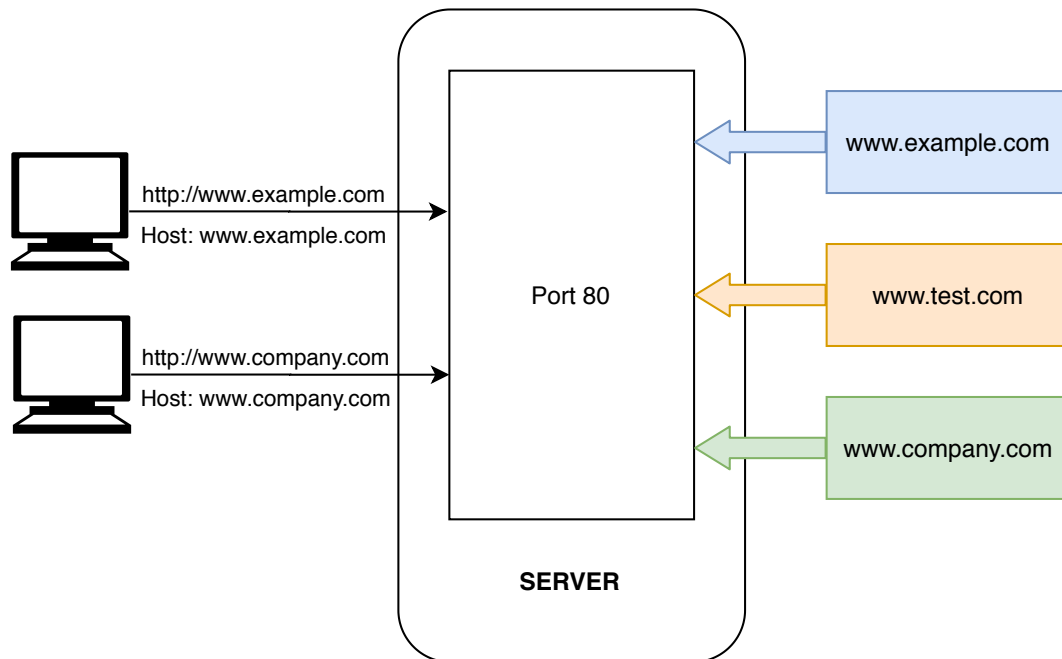 http://www.example.com
Host: www.example.com
http://www.company.com
Host: www.company.com
Port 80
SERVER
www.example.com
www.test.com
www.company.com